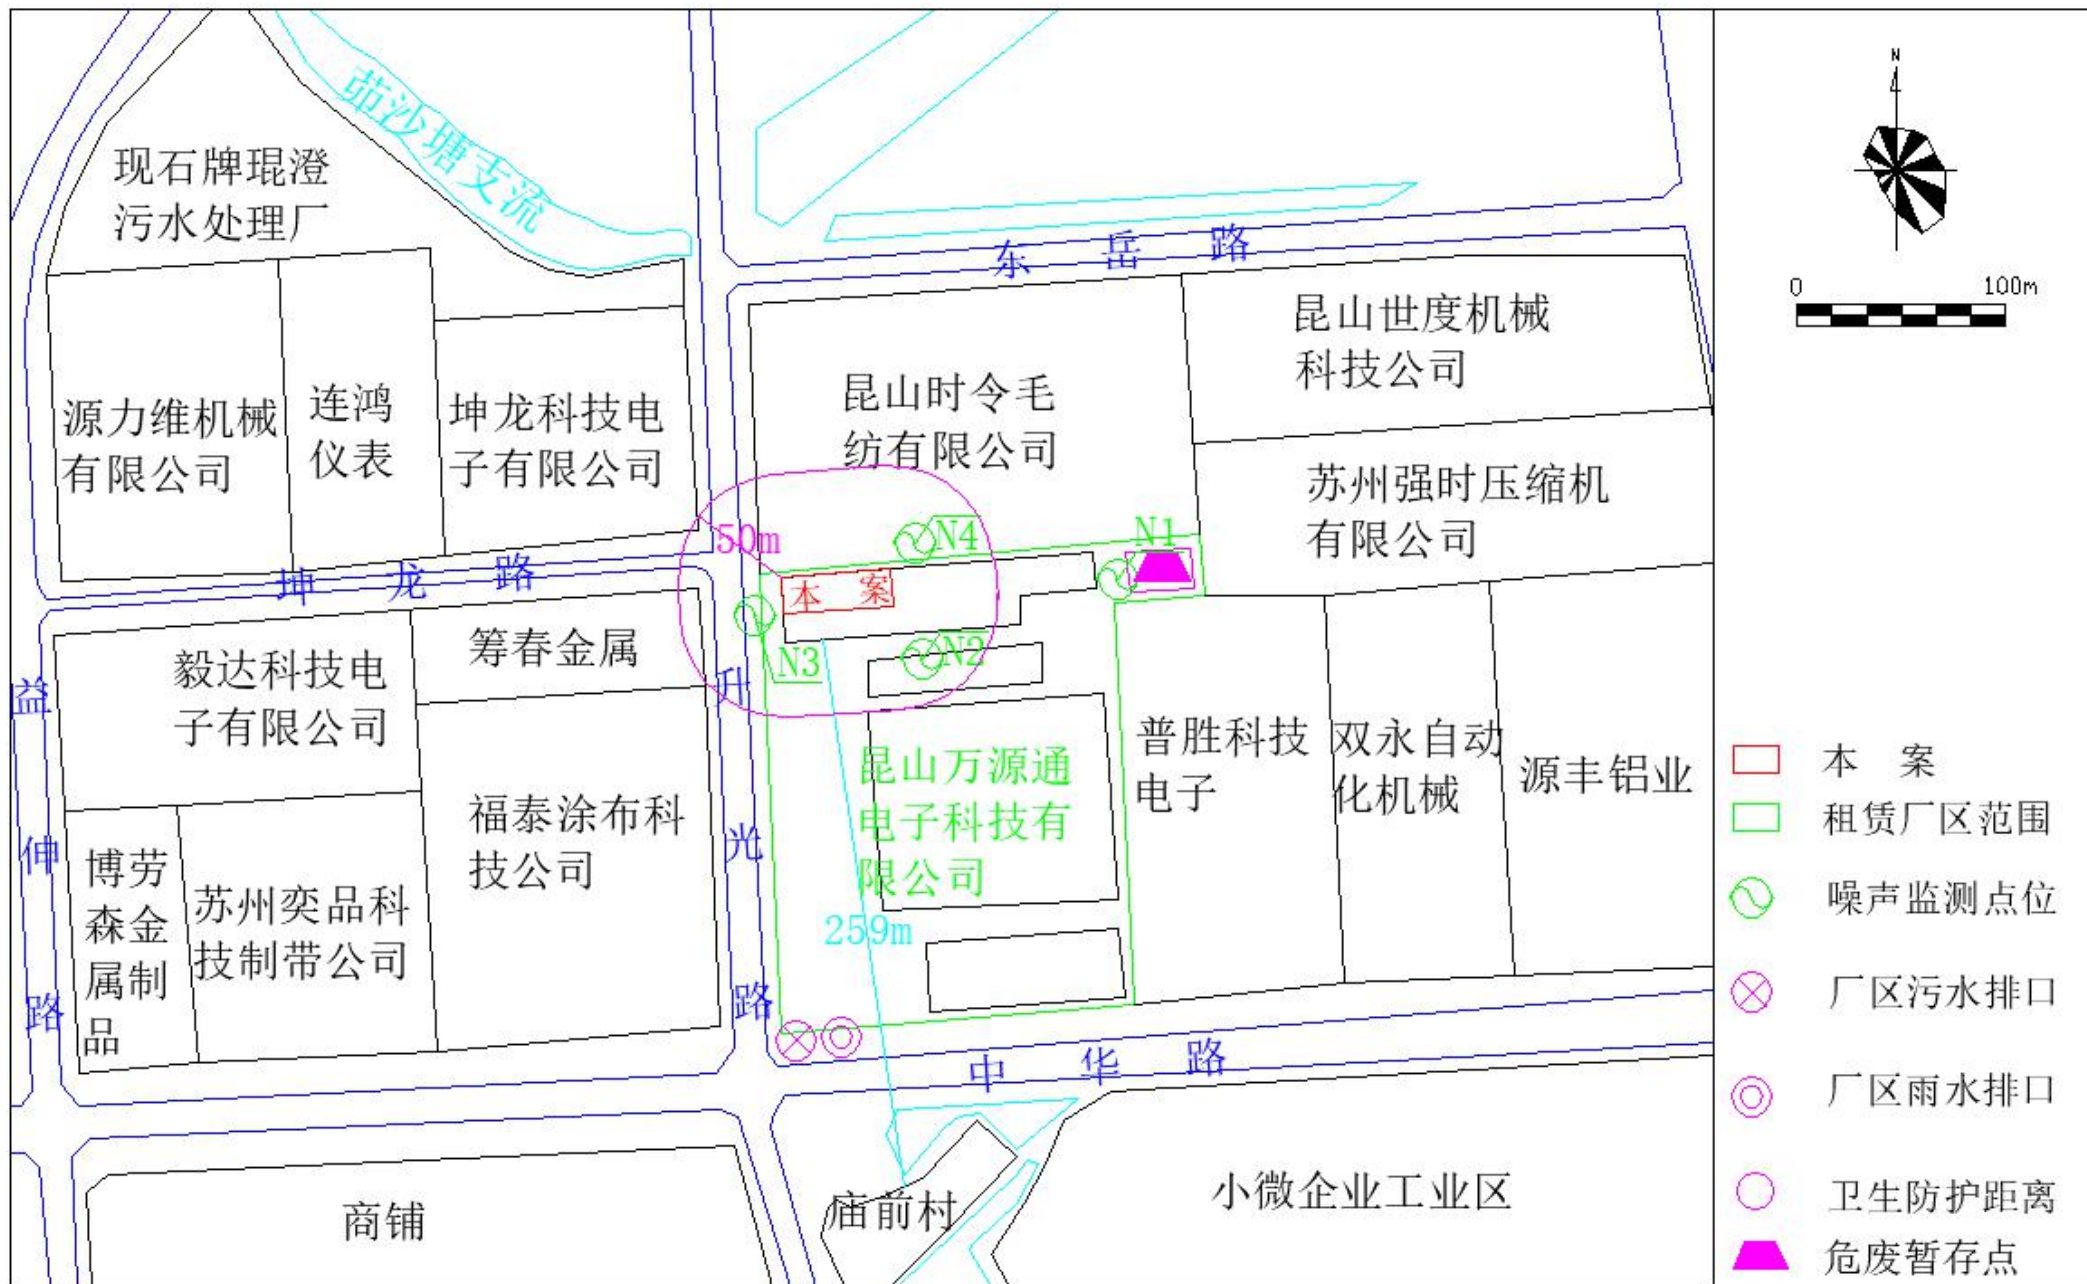 茆沙塘支流
现石牌琨澄
污水处理厂
东岳路
源力维机械
有限公司
连鸿
仪表
坤龙科技电
子有限公司
昆山时令毛
纺有限公司
昆山世度机械
科技公司
苏州强时压缩机
有限公司
50m
N4
N1
坤龙路
本 案
N3
N2
毅达科技电
子有限公司
筹春金属
益伸路
升光路
博劳
森金
属制
品
苏州奕品科
技制带公司
福泰涂布科
技公司
昆山万源通
电子科技有
限公司
259m
普胜科技
电子
双永自动
化机械
源丰铝业
中华路
商铺
庙前村
小微企业工业区
N
0 100m
本 案
租赁厂区范围
噪声监测点位
厂区污水排口
厂区雨水排口
卫生防护距离
危废暂存点